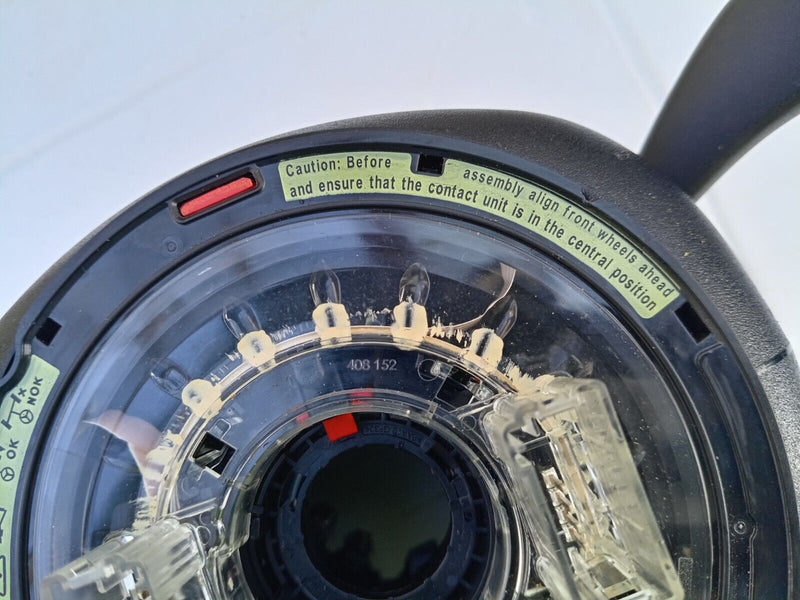 Caution: Before assembly align front wheels ahead
and ensure that the contact unit is in the central position
408 152
OK
NOK